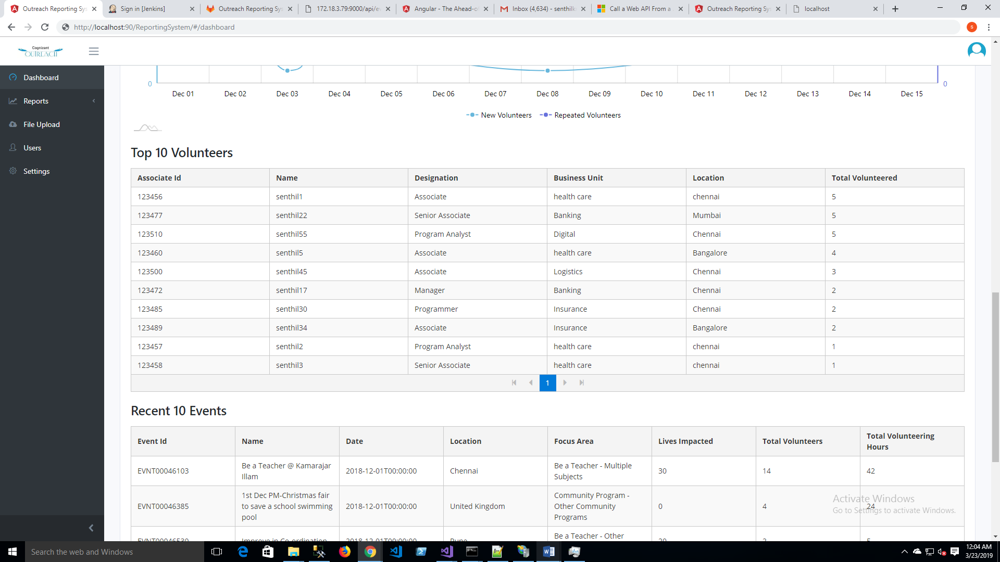 Outreach Reporting Sys
Sign in [Jenkins]
Outreach Reporting Sys
172.18.3.79:9000/api/ev
Angular - The Ahead-o
Inbox (4,634) - senthilk
Call a Web API From a
Outreach Reporting Sys
localhost
http://localhost:90/ReportingSystem/#/dashboard
S
Cognizant
OUTREACH
Dashboard
Reports
File Upload
Users
Settings
0 0
Dec 01 Dec 02 Dec 03 Dec 04 Dec 05 Dec 06 Dec 07 Dec 08 Dec 09 Dec 10 Dec 11 Dec 12 Dec 13 Dec 14 Dec 15
New Volunteers Repeated Volunteers
Top 10 Volunteers
Associate Id Name Designation Business Unit Location Total Volunteered
123456 senthil1 Associate health care chennai 5
123477 senthil22 Senior Associate Banking Mumbai 5
123510 senthil55 Program Analyst Digital Chennai 5
123460 senthil5 Associate health care Bangalore 4
123500 senthil45 Associate Logistics Chennai 3
123472 senthil17 Manager Banking Chennai 2
123485 senthil30 Programmer Insurance Chennai 2
123489 senthil34 Associate Insurance Bangalore 2
123457 senthil2 Program Analyst health care chennai 1
123458 senthil3 Senior Associate health care chennai 1
1
Recent 10 Events
Event Id Name Date Location Focus Area Lives Impacted Total Volunteers Total Volunteering
Hours
Be a Teacher @ Kamarajar Be a Teacher - Multiple
EVNT00046103 2018-12-01T00:00:00 Chennai 30 14 42
Illam Subjects
1st Dec PM-Christmas fair Community Program -
EVNT00046385 to save a school swimming 2018-12-01T00:00:00 United Kingdom Other Community 0 4 24
pool Programs
Be a Teacher - Other
EVNT00046530 Improve in Co-ordination 2018-12-01T00:00:00 Pune 20 2 5
Activate Windows
Go to Settings to activate Windows.
Search the web and Windows
12:04 AM
3/23/2019